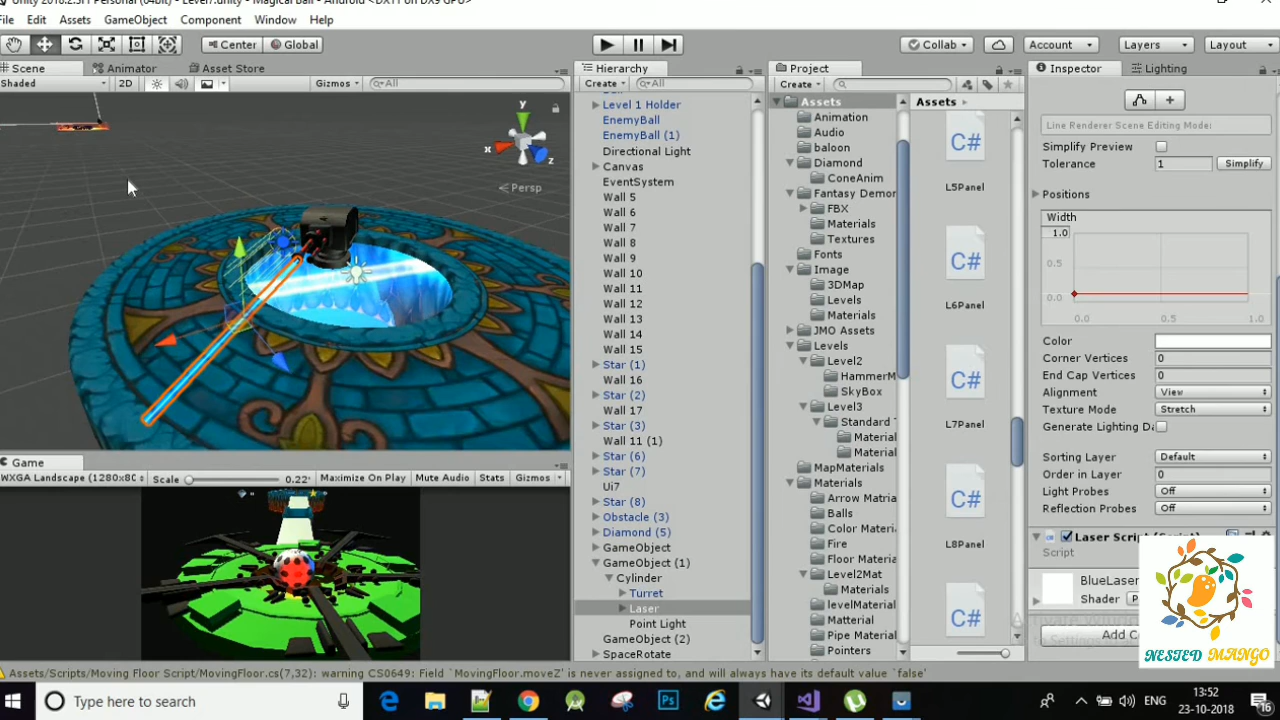 Unity 2018.2.5f1 Personal (64bit) - Level7.unity - Magical Ball - Android <DX11 on DX9 GPU>
File Edit Assets GameObject Component Window Help
Center Global Collab Account Layers Layout
Scene Animator Asset Store
Shaded 2D Gizmos All
y
x
z
Persp
Game
WXGA Landscape (1280x80 Scale 0.22 Maximize On Play Mute Audio Stats Gizmos
Hierarchy
Create All
Level 1 Holder
EnemyBall
EnemyBall (1)
Directional Light
Canvas
EventSystem
Wall 5
Wall 6
Wall 7
Wall 8
Wall 9
Wall 10
Wall 11
Wall 12
Wall 13
Wall 14
Wall 15
Star (1)
Wall 16
Star (2)
Wall 17
Star (3)
Wall 11 (1)
Star (6)
Star (7)
Ui7
Star (8)
Obstacle (3)
Diamond (5)
GameObject
GameObject (1)
Cylinder
Turret
Laser
Point Light
GameObject (2)
SpaceRotate
Project
Create
Assets
Animation
Audio
baloon
Diamond
ConeAnim
Fantasy Demon
FBX
Materials
Textures
Fonts
Image
3DMap
Levels
Materials
JMO Assets
Levels
Level2
HammerM
SkyBox
Level3
Standard
Material
Material
MapMaterials
Materials
Arrow Matria
Balls
Color Materi
Fire
Floor Materia
Level2Mat
Materials
levelMaterial
Matterial
Pipe Material
Pointers
Assets
C#
L5Panel
C#
L6Panel
C#
L7Panel
C#
L8Panel
C#
Inspector Lighting
Line Renderer Scene Editing Mode:
Simplify Preview
Tolerance 1 Simplify
Positions
Width
1.0
0.5
0.0
0.0 0.5 1.0
Color
Corner Vertices 0
End Cap Vertices 0
Alignment View
Texture Mode Stretch
Generate Lighting Da
Sorting Layer Default
Order in Layer 0
Light Probes Off
Reflection Probes Off
Laser Script (Script)
Script
BlueLaser
Shader P
Add Co
NESTED MANGO
Assets/Scripts/Moving Floor Script/MovingFloor.cs(7,32): warning CS0649: Field `MovingFloor.moveZ' is never assigned to, and will always have its default value `false'
Type here to search
ENG
13:52
23-10-2018
16